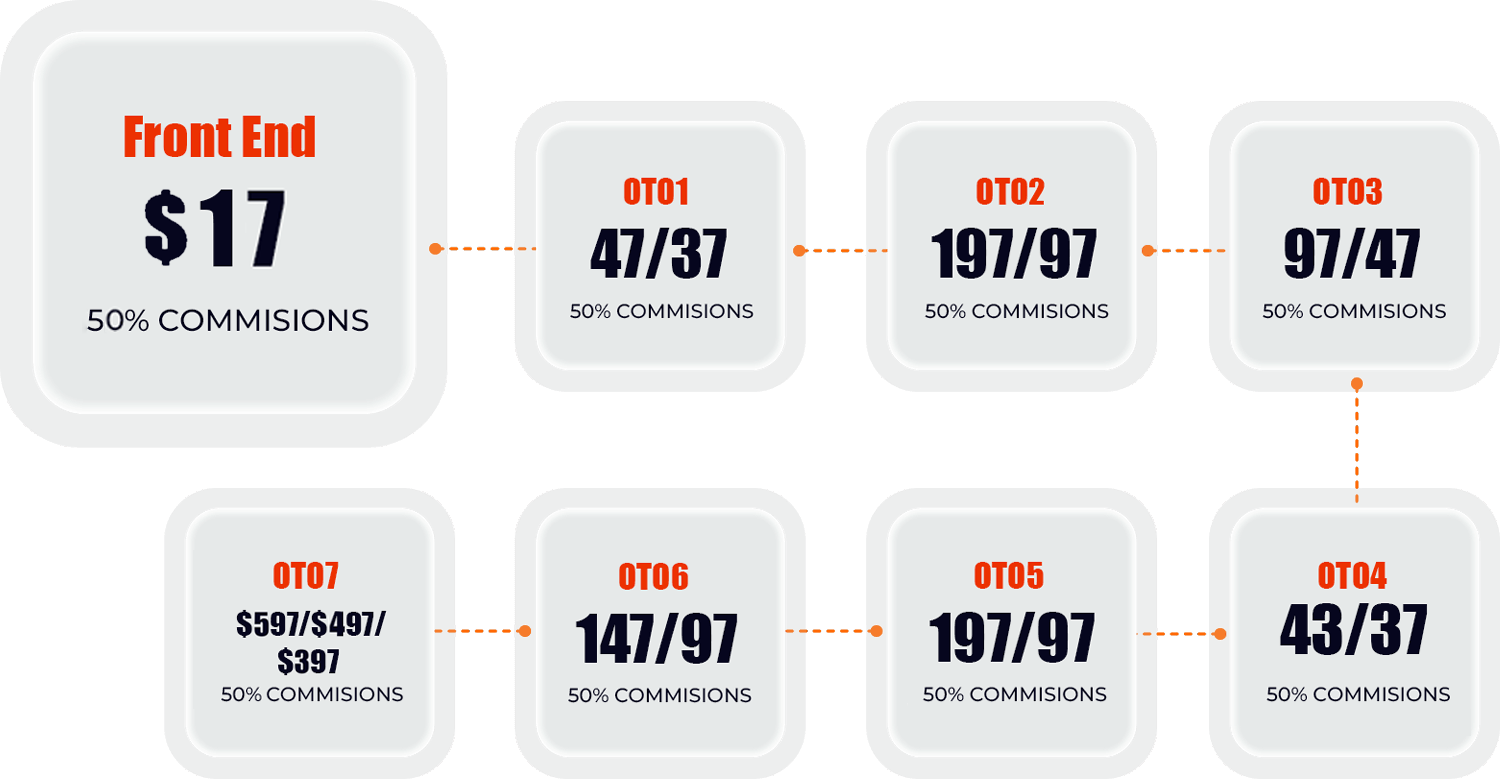 Front End
$17
50% COMMISIONS
OTO1
47/37
50% COMMISIONS
OTO2
197/97
50% COMMISIONS
OTO3
97/47
50% COMMISIONS
OTO4
43/37
50% COMMISIONS
OTO5
197/97
50% COMMISIONS
OTO6
147/97
50% COMMISIONS
OTO7
$597/$497/
$397
50% COMMISIONS